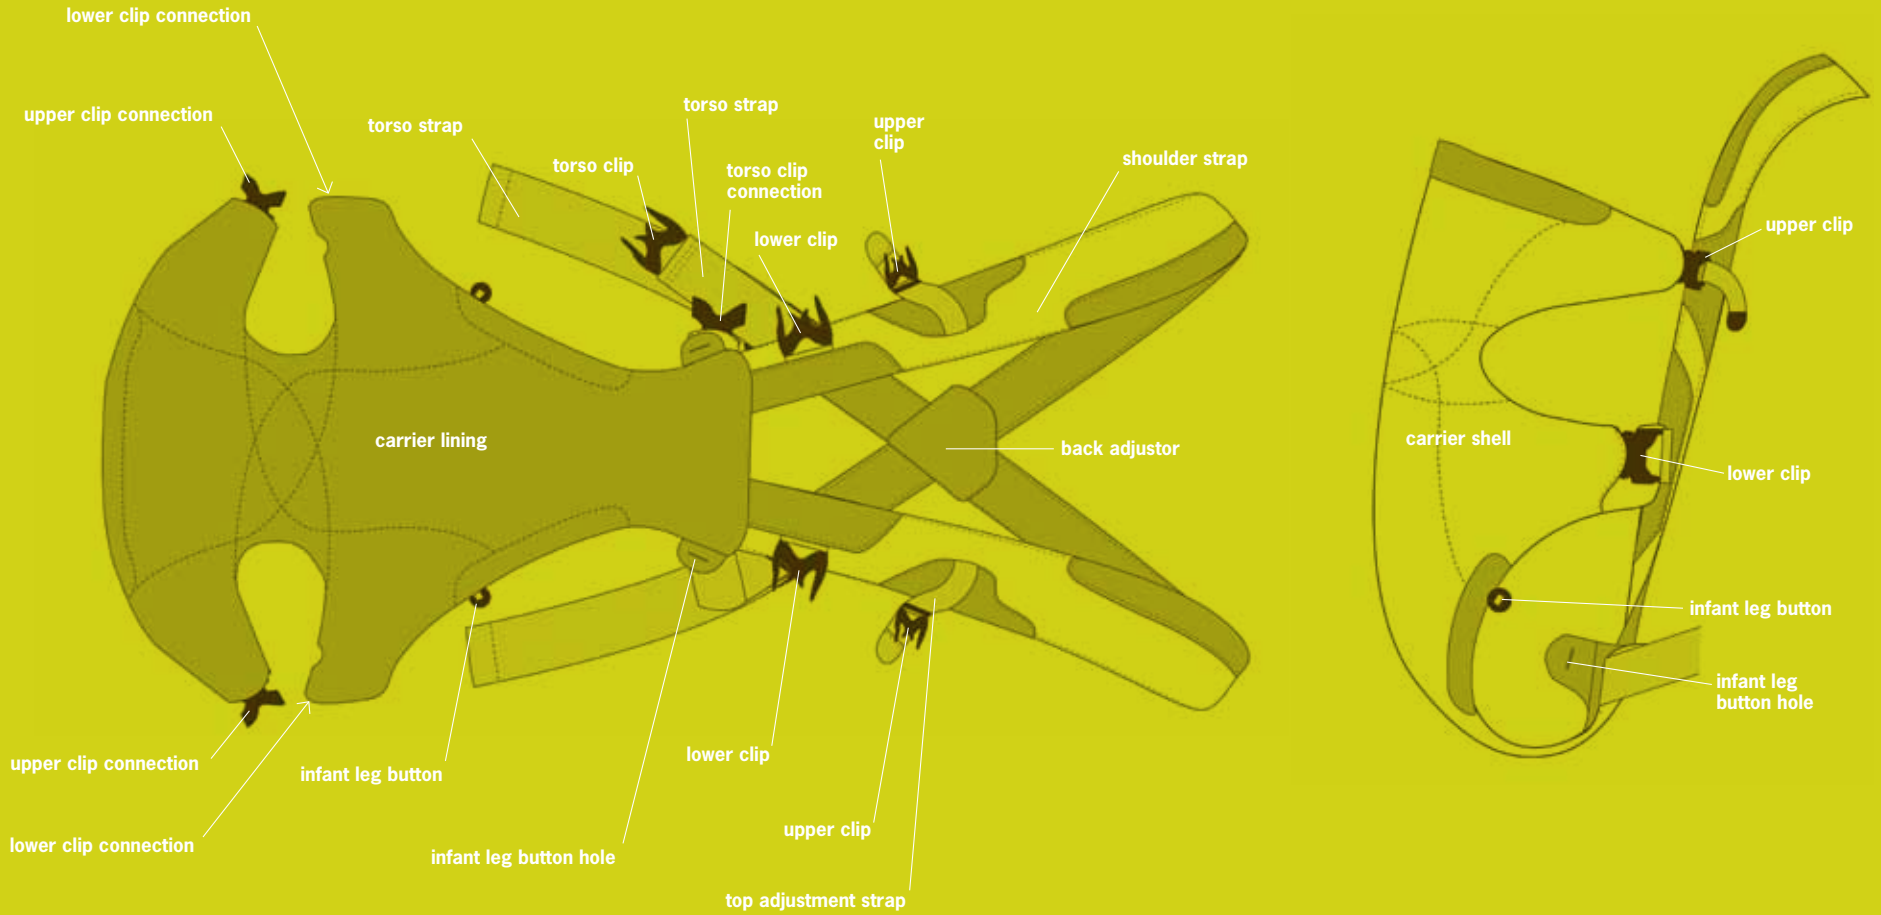 lower clip connection
upper clip connection
torso strap
torso strap
torso clip
torso clip
connection
lower clip
upper
clip
shoulder strap
carrier lining
back adjustor
upper clip connection
lower clip connection
infant leg button
infant leg button hole
lower clip
upper clip
top adjustment strap
upper clip
carrier shell
lower clip
infant leg button
infant leg
button hole